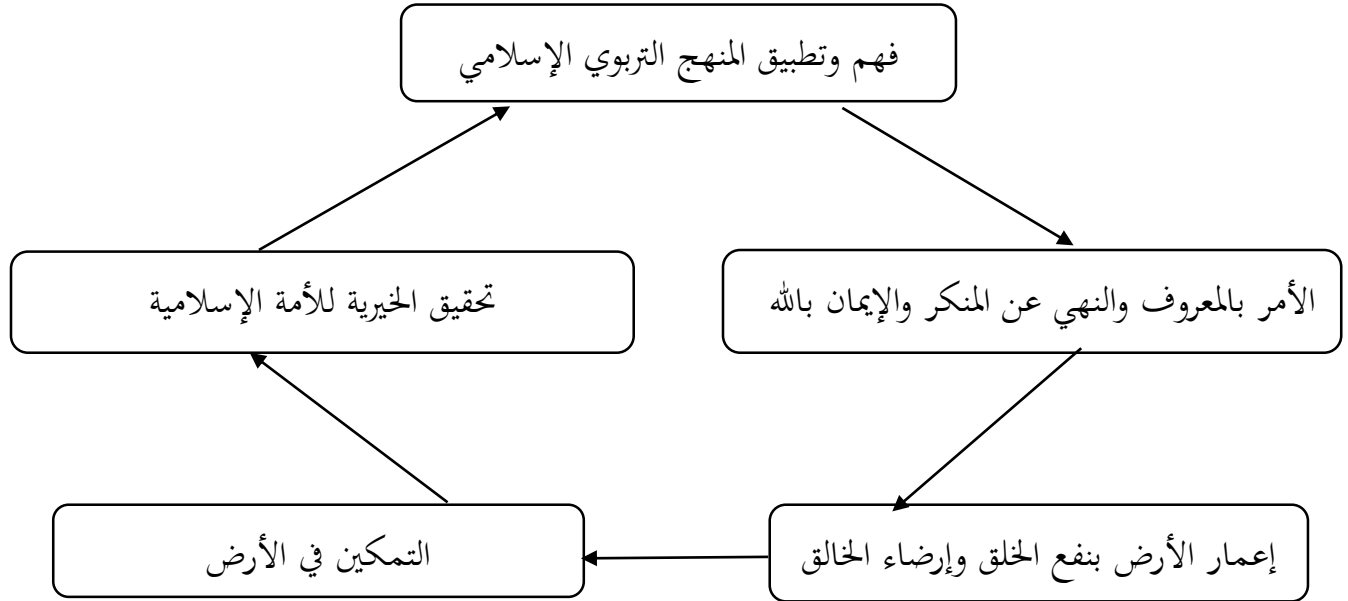 فهم وتطبيق المنهج التربوي الإسلامي
الأمر بالمعروف والنهي عن المنكر والإيمان بالله
تحقيق الخيرية للأمة الإسلامية
إعمار الأرض بنفع الخلق وإرضاء الخالق
التمكين في الأرض